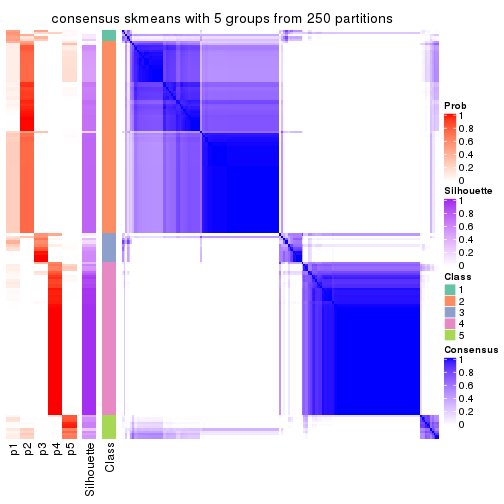 consensus skmeans with 5 groups from 250 partitions
Prob
1
0.8
0.6
0.4
0.2
0
Silhouette
1
0.8
0.6
0.4
0.2
0
Class
1
2
3
4
5
Consensus
1
0.8
0.6
0.4
0.2
0
p1
p2
p3
p4
p5
Silhouette
Class